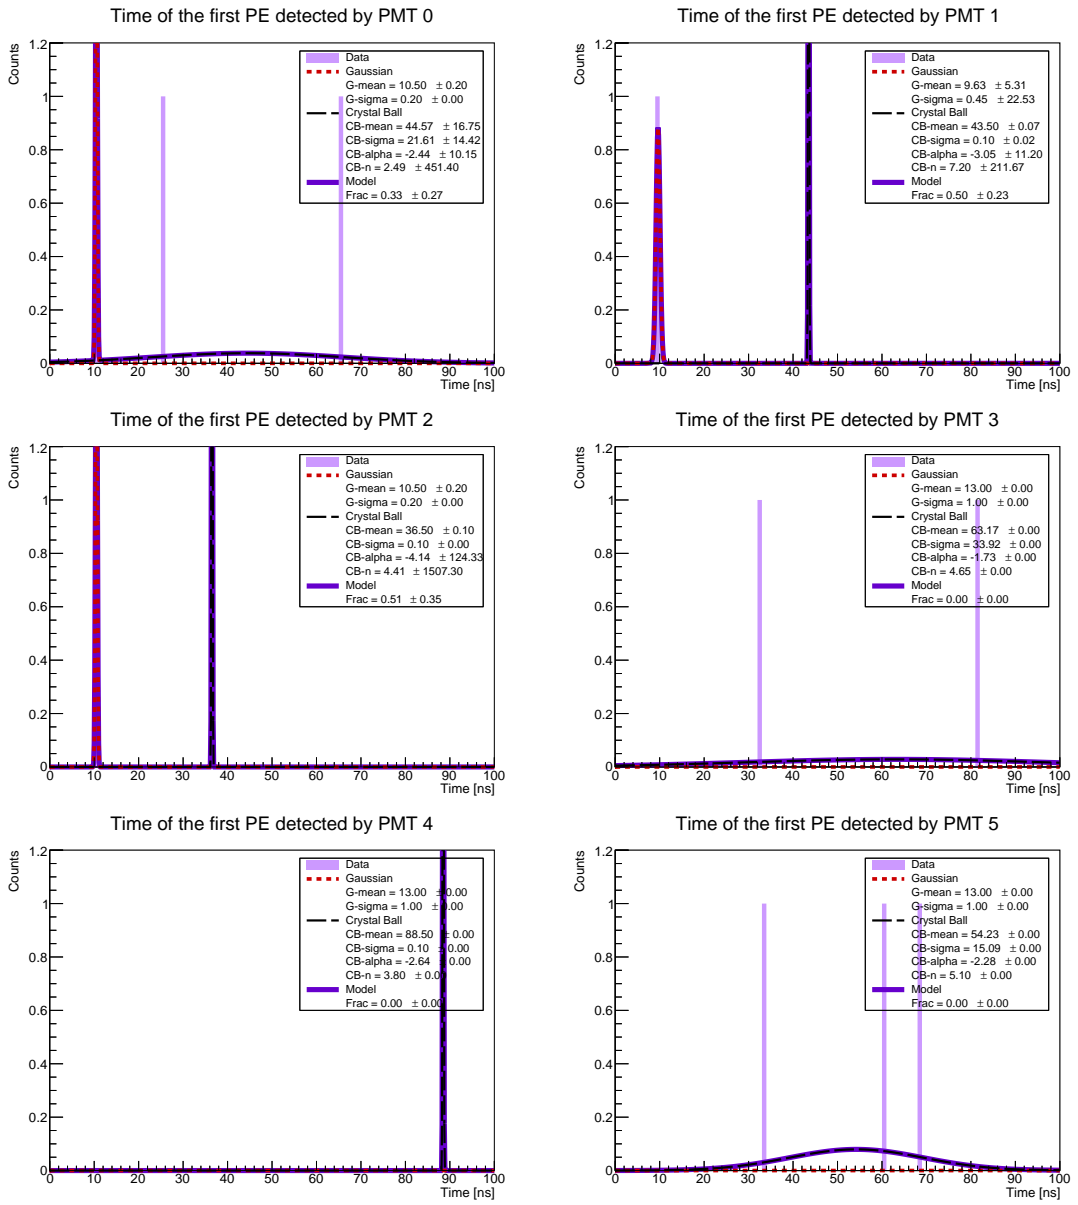 Time of the first PE detected by PMT 0
Counts
1.2
1
0.8
0.6
0.4
0.2
0
0 10 20 30 40 50 60 70 80 90 100
Time [ns]
Data
Gaussian
G-mean = 10.50 ± 0.20
G-sigma = 0.20 ± 0.00
Crystal Ball
CB-mean = 44.57 ± 16.75
CB-sigma = 21.61 ± 14.42
CB-alpha = -2.44 ± 10.15
CB-n = 2.49 ± 451.40
Model
Frac = 0.33 ± 0.27
Time of the first PE detected by PMT 1
Counts
1.2
1
0.8
0.6
0.4
0.2
0
0 10 20 30 40 50 60 70 80 90 100
Time [ns]
Data
Gaussian
G-mean = 9.63 ± 5.31
G-sigma = 0.45 ± 22.53
Crystal Ball
CB-mean = 43.50 ± 0.07
CB-sigma = 0.10 ± 0.02
CB-alpha = -3.05 ± 11.20
CB-n = 7.20 ± 211.67
Model
Frac = 0.50 ± 0.23
Time of the first PE detected by PMT 2
Counts
1.2
1
0.8
0.6
0.4
0.2
0
0 10 20 30 40 50 60 70 80 90 100
Time [ns]
Data
Gaussian
G-mean = 10.50 ± 0.20
G-sigma = 0.20 ± 0.00
Crystal Ball
CB-mean = 36.50 ± 0.10
CB-sigma = 0.10 ± 0.00
CB-alpha = -4.14 ± 124.33
CB-n = 4.41 ± 1507.30
Model
Frac = 0.51 ± 0.35
Time of the first PE detected by PMT 3
Counts
1.2
1
0.8
0.6
0.4
0.2
0
0 10 20 30 40 50 60 70 80 90 100
Time [ns]
Data
Gaussian
G-mean = 13.00 ± 0.00
G-sigma = 1.00 ± 0.00
Crystal Ball
CB-mean = 63.17 ± 0.00
CB-sigma = 33.92 ± 0.00
CB-alpha = -1.73 ± 0.00
CB-n = 4.65 ± 0.00
Model
Frac = 0.00 ± 0.00
Time of the first PE detected by PMT 4
Counts
1.2
1
0.8
0.6
0.4
0.2
0
0 10 20 30 40 50 60 70 80 90 100
Time [ns]
Data
Gaussian
G-mean = 13.00 ± 0.00
G-sigma = 1.00 ± 0.00
Crystal Ball
CB-mean = 88.50 ± 0.00
CB-sigma = 0.10 ± 0.00
CB-alpha = -2.64 ± 0.00
CB-n = 3.80 ± 0.00
Model
Frac = 0.00 ± 0.00
Time of the first PE detected by PMT 5
Counts
1.2
1
0.8
0.6
0.4
0.2
0
0 10 20 30 40 50 60 70 80 90 100
Time [ns]
Data
Gaussian
G-mean = 13.00 ± 0.00
G-sigma = 1.00 ± 0.00
Crystal Ball
CB-mean = 54.23 ± 0.00
CB-sigma = 15.09 ± 0.00
CB-alpha = -2.28 ± 0.00
CB-n = 5.10 ± 0.00
Model
Frac = 0.00 ± 0.00